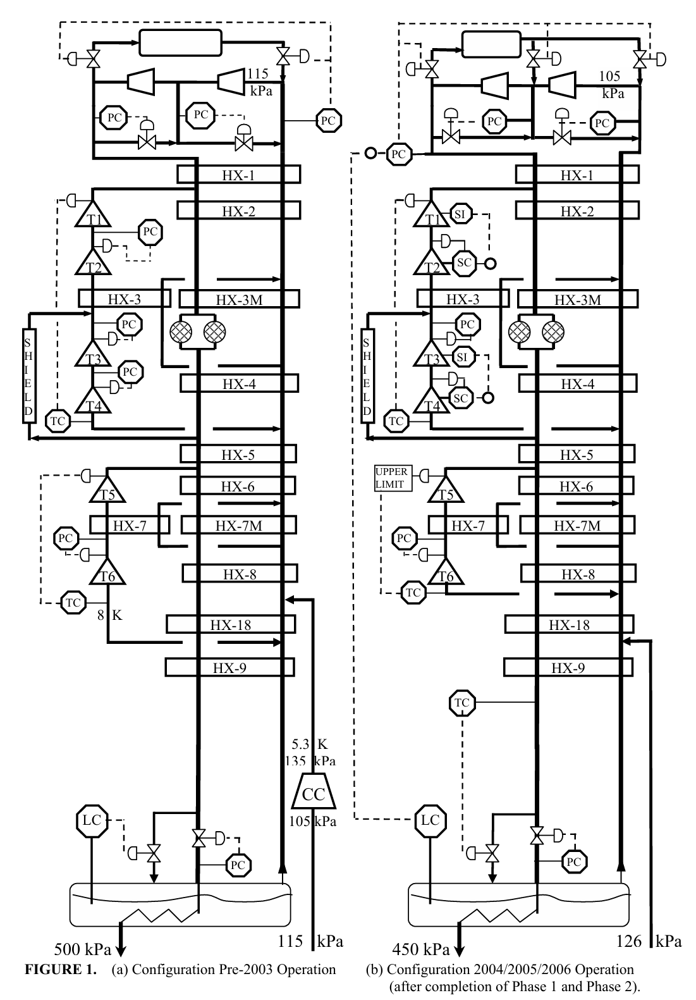 115
kPa
PC
PC
PC
HX-1
HX-2
T1
PC
T2
HX-3
HX-3M
PC
S
H
I
E
L
D
T3
PC
HX-4
T4
TC
HX-5
HX-6
T5
HX-7
HX-7M
PC
T6
HX-8
TC
8 K
HX-18
HX-9
5.3 K
135 kPa
CC
105 kPa
LC
PC
500 kPa
115 kPa
105
kPa
PC
PC
PC
HX-1
HX-2
T1
SI
T2
SC
HX-3
HX-3M
PC
S
H
I
E
L
D
T3
SI
HX-4
T4
SC
TC
HX-5
UPPER
LIMIT
HX-6
T5
HX-7
HX-7M
PC
T6
HX-8
TC
HX-18
HX-9
TC
LC
PC
450 kPa
126 kPa
FIGURE 1. (a) Configuration Pre-2003 Operation
(b) Configuration 2004/2005/2006 Operation
(after completion of Phase 1 and Phase 2).